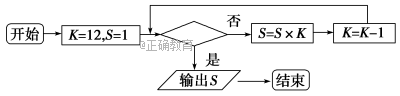 否
开始
K=12,S=1
S=S×K
K=K-1
@正确教育
是
输出S
结束